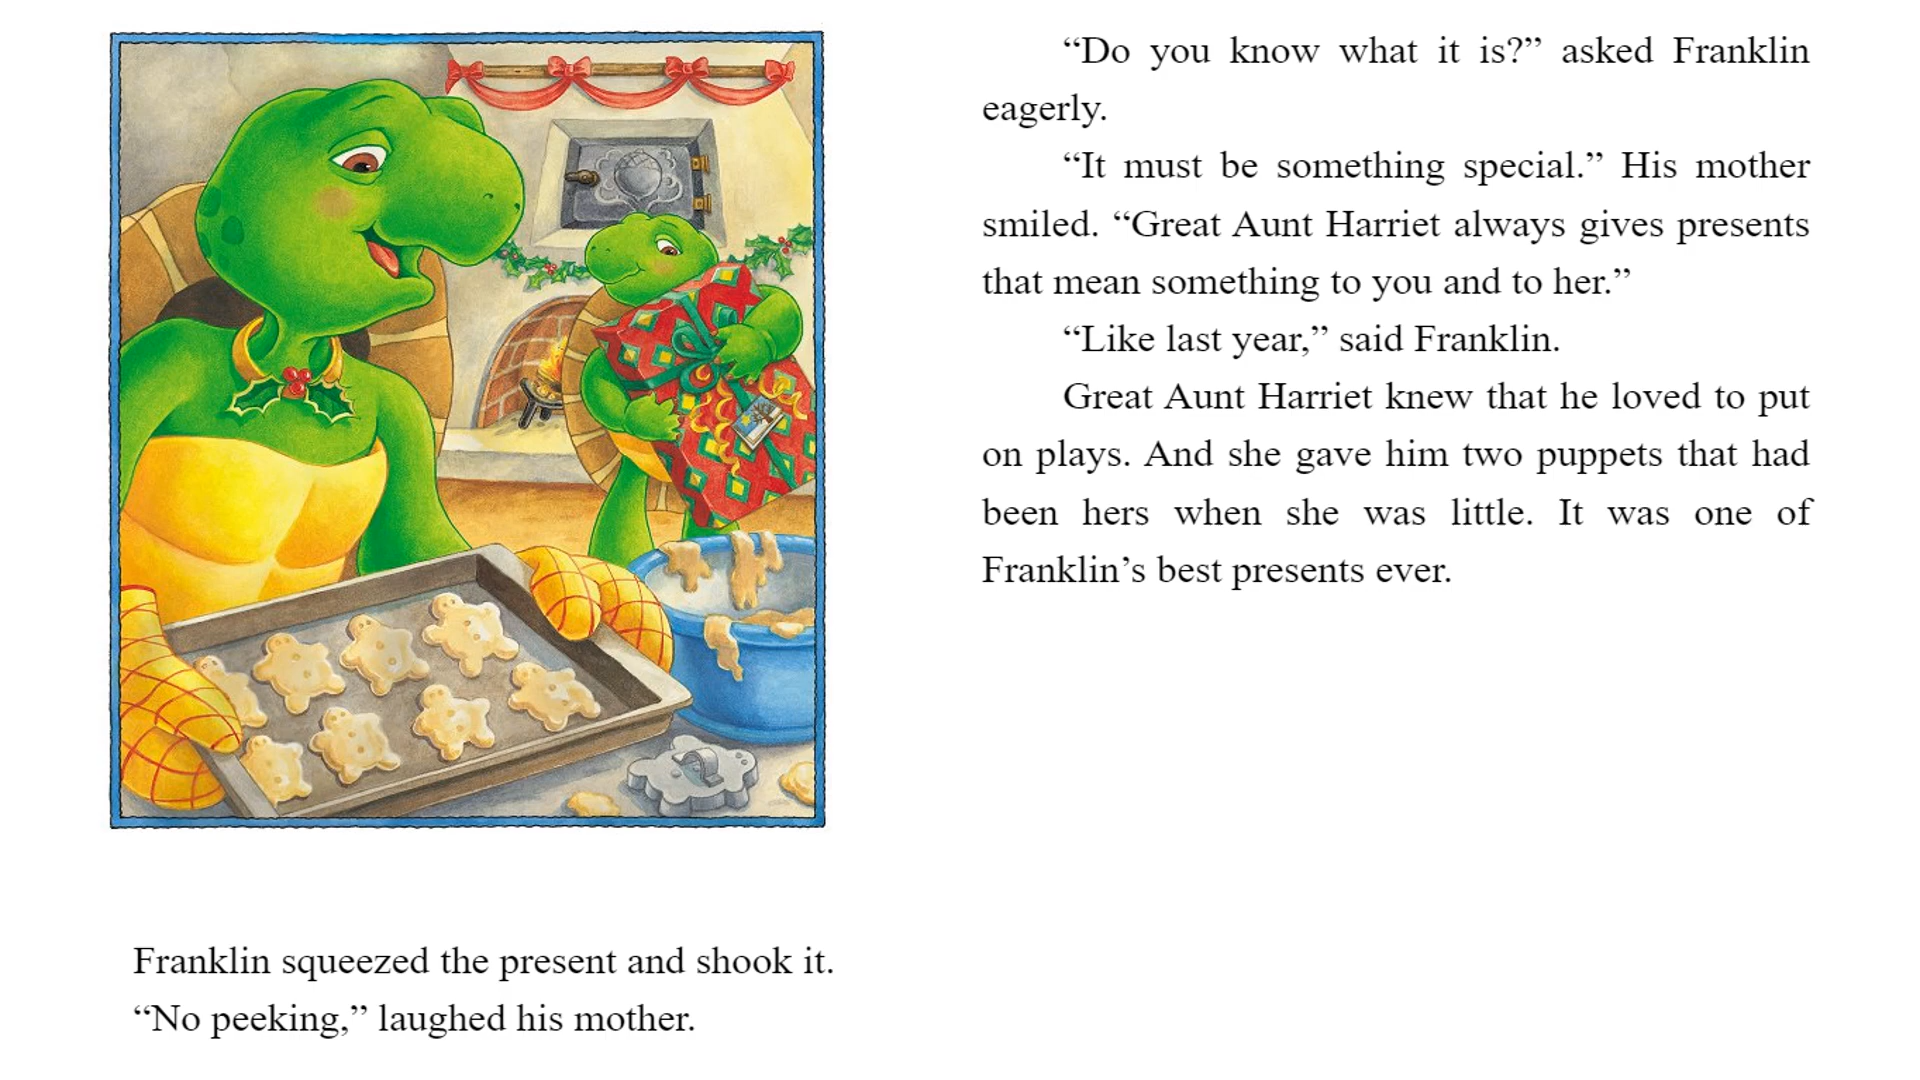 Franklin squeezed the present and shook it.
“No peeking,” laughed his mother.
“Do you know what it is?” asked Franklin
eagerly.
“It must be something special.” His mother
smiled. “Great Aunt Harriet always gives presents
that mean something to you and to her.”
“Like last year,” said Franklin.
Great Aunt Harriet knew that he loved to put
on plays. And she gave him two puppets that had
been hers when she was little. It was one of
Franklin’s best presents ever.